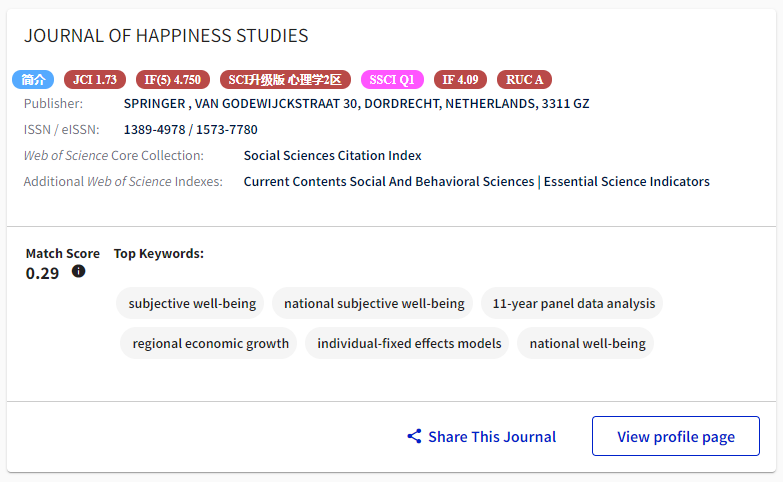 JOURNAL OF HAPPINESS STUDIES
简介 JCI 1.73 IF(5) 4.750 SCI升级版 心理学2区 SSCI Q1 IF 4.09 RUC A
Publisher: SPRINGER , VAN GODEWIJCKSTRAAT 30, DORDRECHT, NETHERLANDS, 3311 GZ
ISSN / eISSN: 1389-4978 / 1573-7780
Web of Science Core Collection: Social Sciences Citation Index
Additional Web of Science Indexes: Current Contents Social And Behavioral Sciences | Essential Science Indicators
Match Score Top Keywords:
0.29
subjective well-being national subjective well-being 11-year panel data analysis
regional economic growth individual-fixed effects models national well-being
Share This Journal View profile page